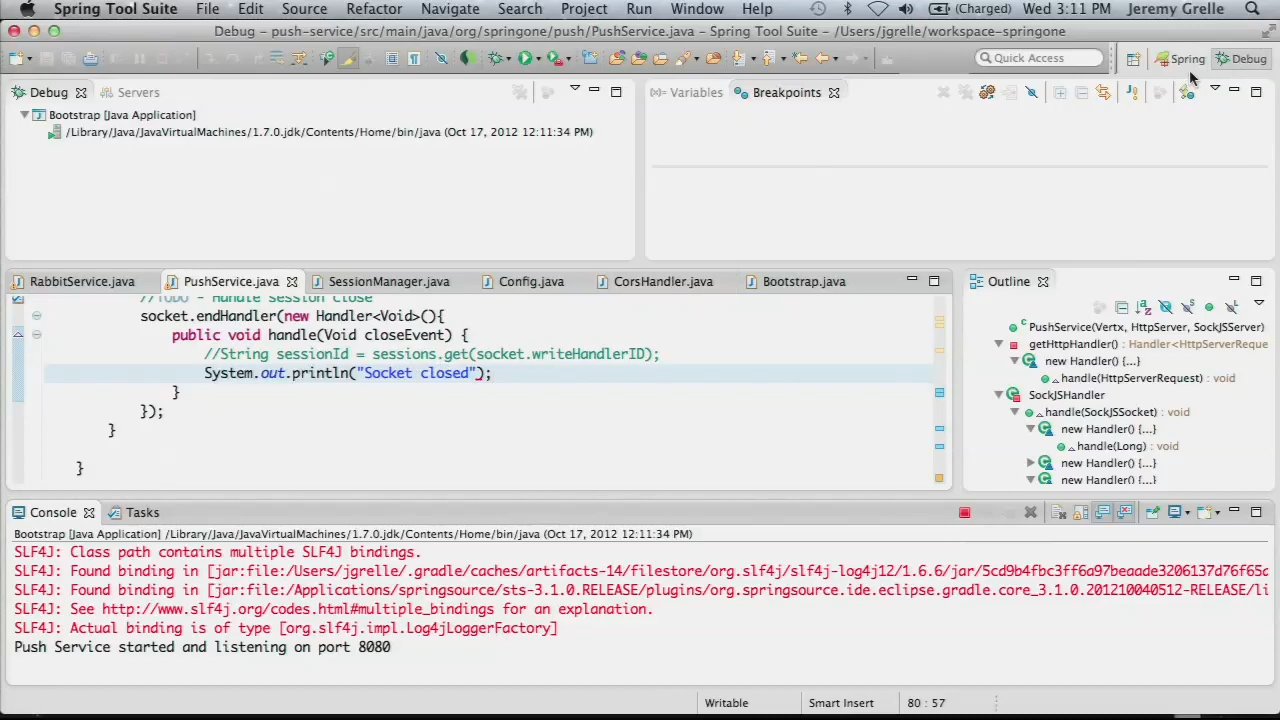 Spring Tool Suite File Edit Source Refactor Navigate Search Project Run Window Help (Charged) Wed 3:11 PM Jeremy Grelle
Debug - push-service/src/main/java/org/springone/push/PushService.java - Spring Tool Suite - /Users/jgrelle/workspace-springone
Quick Access Spring Debug
Debug Servers
Bootstrap [Java Application]
/Library/Java/JavaVirtualMachines/1.7.0.jdk/Contents/Home/bin/java (Oct 17, 2012 12:11:34 PM)
(x)= Variables Breakpoints
RabbitService.java PushService.java SessionManager.java Config.java CorsHandler.java Bootstrap.java
//TODO - Handle session close
socket.endHandler(new Handler<Void>(){
public void handle(Void closeEvent) {
//String sessionId = sessions.get(socket.writeHandlerID);
System.out.println("Socket closed");
}
});
}
}
Outline
PushService(Vertx, HttpServer, SockJSServer)
getHttpHandler() : Handler<HttpServerReque
new Handler() {...}
handle(HttpServerRequest) : void
SockJSHandler
handle(SockJSSocket) : void
new Handler() {...}
handle(Long) : void
new Handler() {...}
new Handler() {...}
Console Tasks
Bootstrap [Java Application] /Library/Java/JavaVirtualMachines/1.7.0.jdk/Contents/Home/bin/java (Oct 17, 2012 12:11:34 PM)
SLF4J: Class path contains multiple SLF4J bindings.
SLF4J: Found binding in [jar:file:/Users/jgrelle/.gradle/caches/artifacts-14/filestore/org.slf4j/slf4j-log4j12/1.6.6/jar/5cd9b4fbc3ff6a97beaade3206137d76f65c
SLF4J: Found binding in [jar:file:/Applications/springsource/sts-3.1.0.RELEASE/plugins/org.springsource.ide.eclipse.gradle.core_3.1.0.201210040512-RELEASE/li
SLF4J: See http://www.slf4j.org/codes.html#multiple_bindings for an explanation.
SLF4J: Actual binding is of type [org.slf4j.impl.Log4jLoggerFactory]
Push Service started and listening on port 8080
Writable Smart Insert 80 : 57